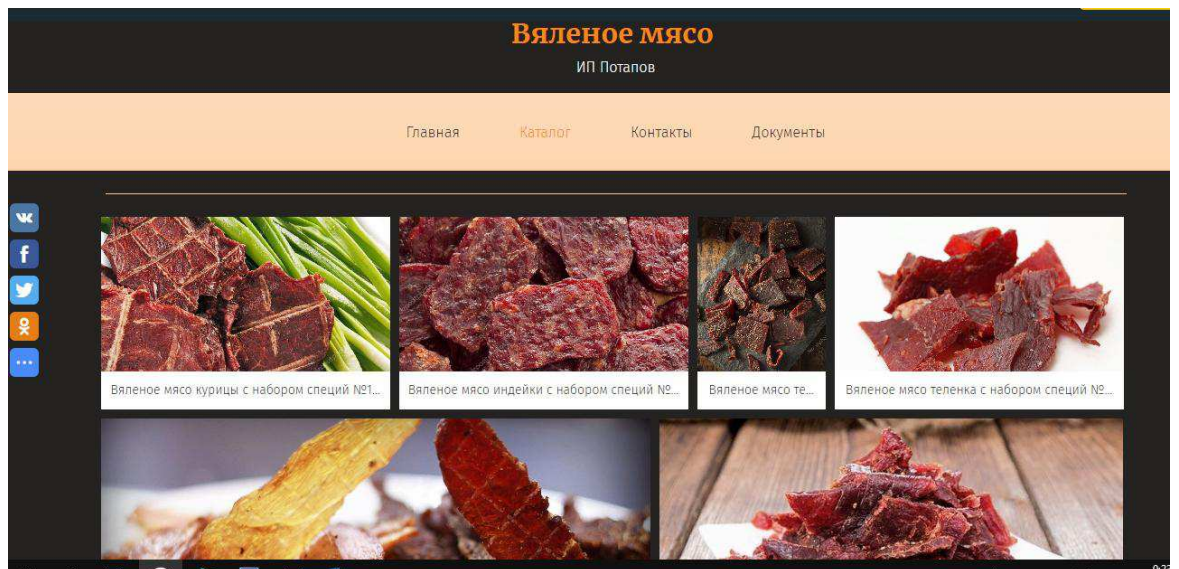 Вяленое мясо
ИП Потапов
Главная Каталог Контакты Документы
Вяленое мясо курицы с набором специй №1...
Вяленое мясо индейки с набором специй №...
Вяленое мясо те...
Вяленое мясо теленка с набором специй №...